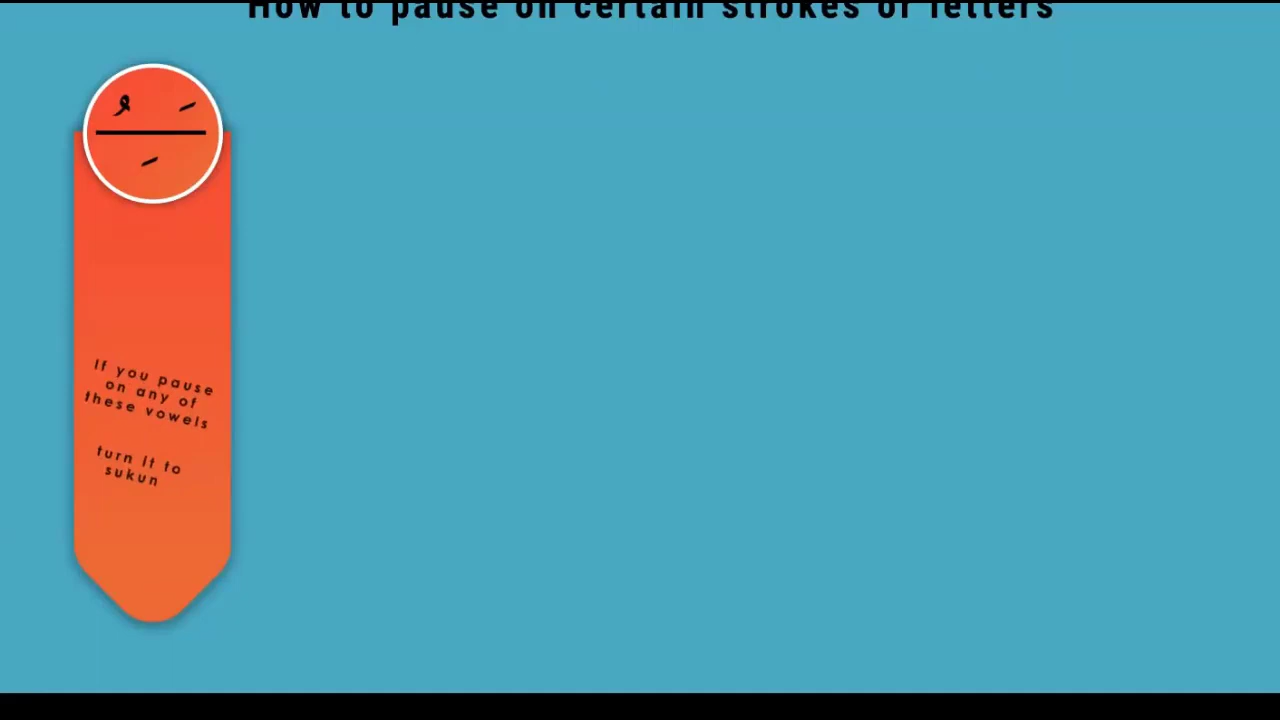 How to pause on certain strokes or letters
ُ َ
ِ
If you pause
on any of
these vowels
turn it to
sukun